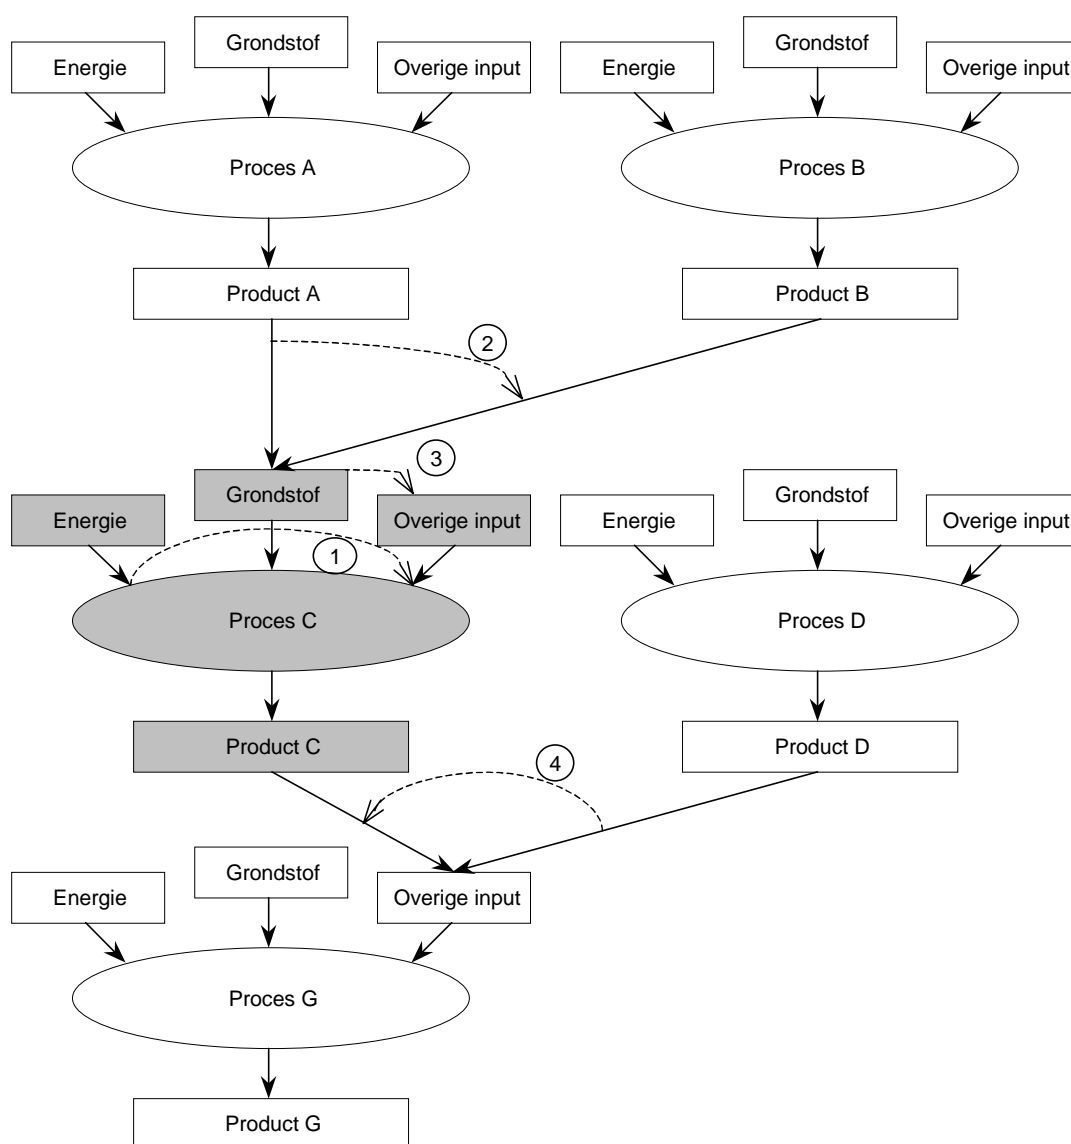 Grondstof
Grondstof
Energie
Overige input
Energie
Overige input
Proces A
Proces B
Product A
Product B
2
3
Grondstof
Grondstof
Energie
Overige input
Energie
Overige input
1
Proces C
Proces D
Product C
Product D
4
Grondstof
Energie
Overige input
Proces G
Product G